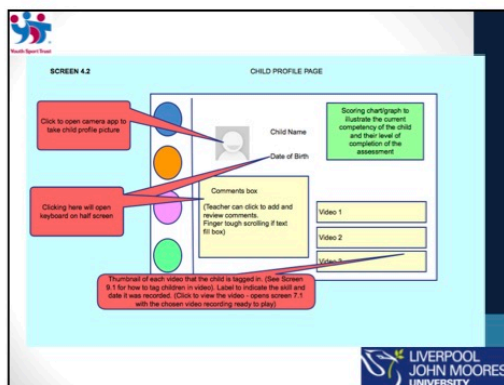 Youth Sport Trust
SCREEN 4.2
CHILD PROFILE PAGE
Click to open camera app to
take child profile picture
Child Name
Date of Birth
Scoring chart/graph to
illustrate the current
competency of the child
and their level of
completion of the
assessment
Clicking here will open
keyboard on half screen
Comments box
(Teacher can click to add and
review comments.
Finger tough scrolling if text
fill box)
Video 1
Video 2
Video
Thumbnail of each video that the child is tagged in. (See Screen
9.1 for how to tag children in video). Label to indicate the skill and
date it was recorded. (Click to view the video - opens screen 7.1
with the chosen video recording ready to play)
LIVERPOOL
JOHN MOORES
UNIVERSITY